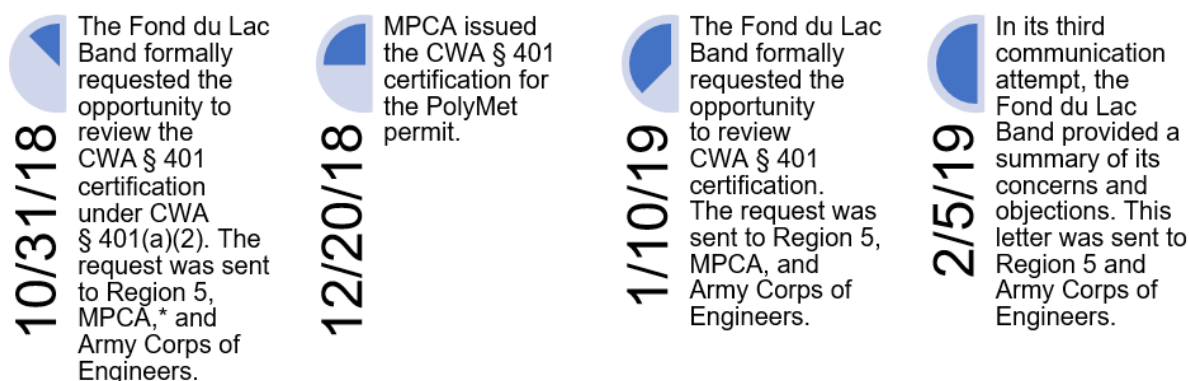 10/31/18
The Fond du Lac
Band formally
requested the
opportunity to
review the
CWA § 401
certification
under CWA
§ 401(a)(2). The
request was sent
to Region 5,
MPCA,* and
Army Corps of
Engineers.
12/20/18
MPCA issued
the CWA § 401
certification for
the PolyMet
permit.
1/10/19
The Fond du Lac
Band formally
requested the
opportunity
to review
CWA § 401
certification.
The request was
sent to Region 5,
MPCA, and
Army Corps of
Engineers.
2/5/19
In its third
communication
attempt, the
Fond du Lac
Band provided a
summary of its
concerns and
objections. This
letter was sent to
Region 5 and
Army Corps of
Engineers.